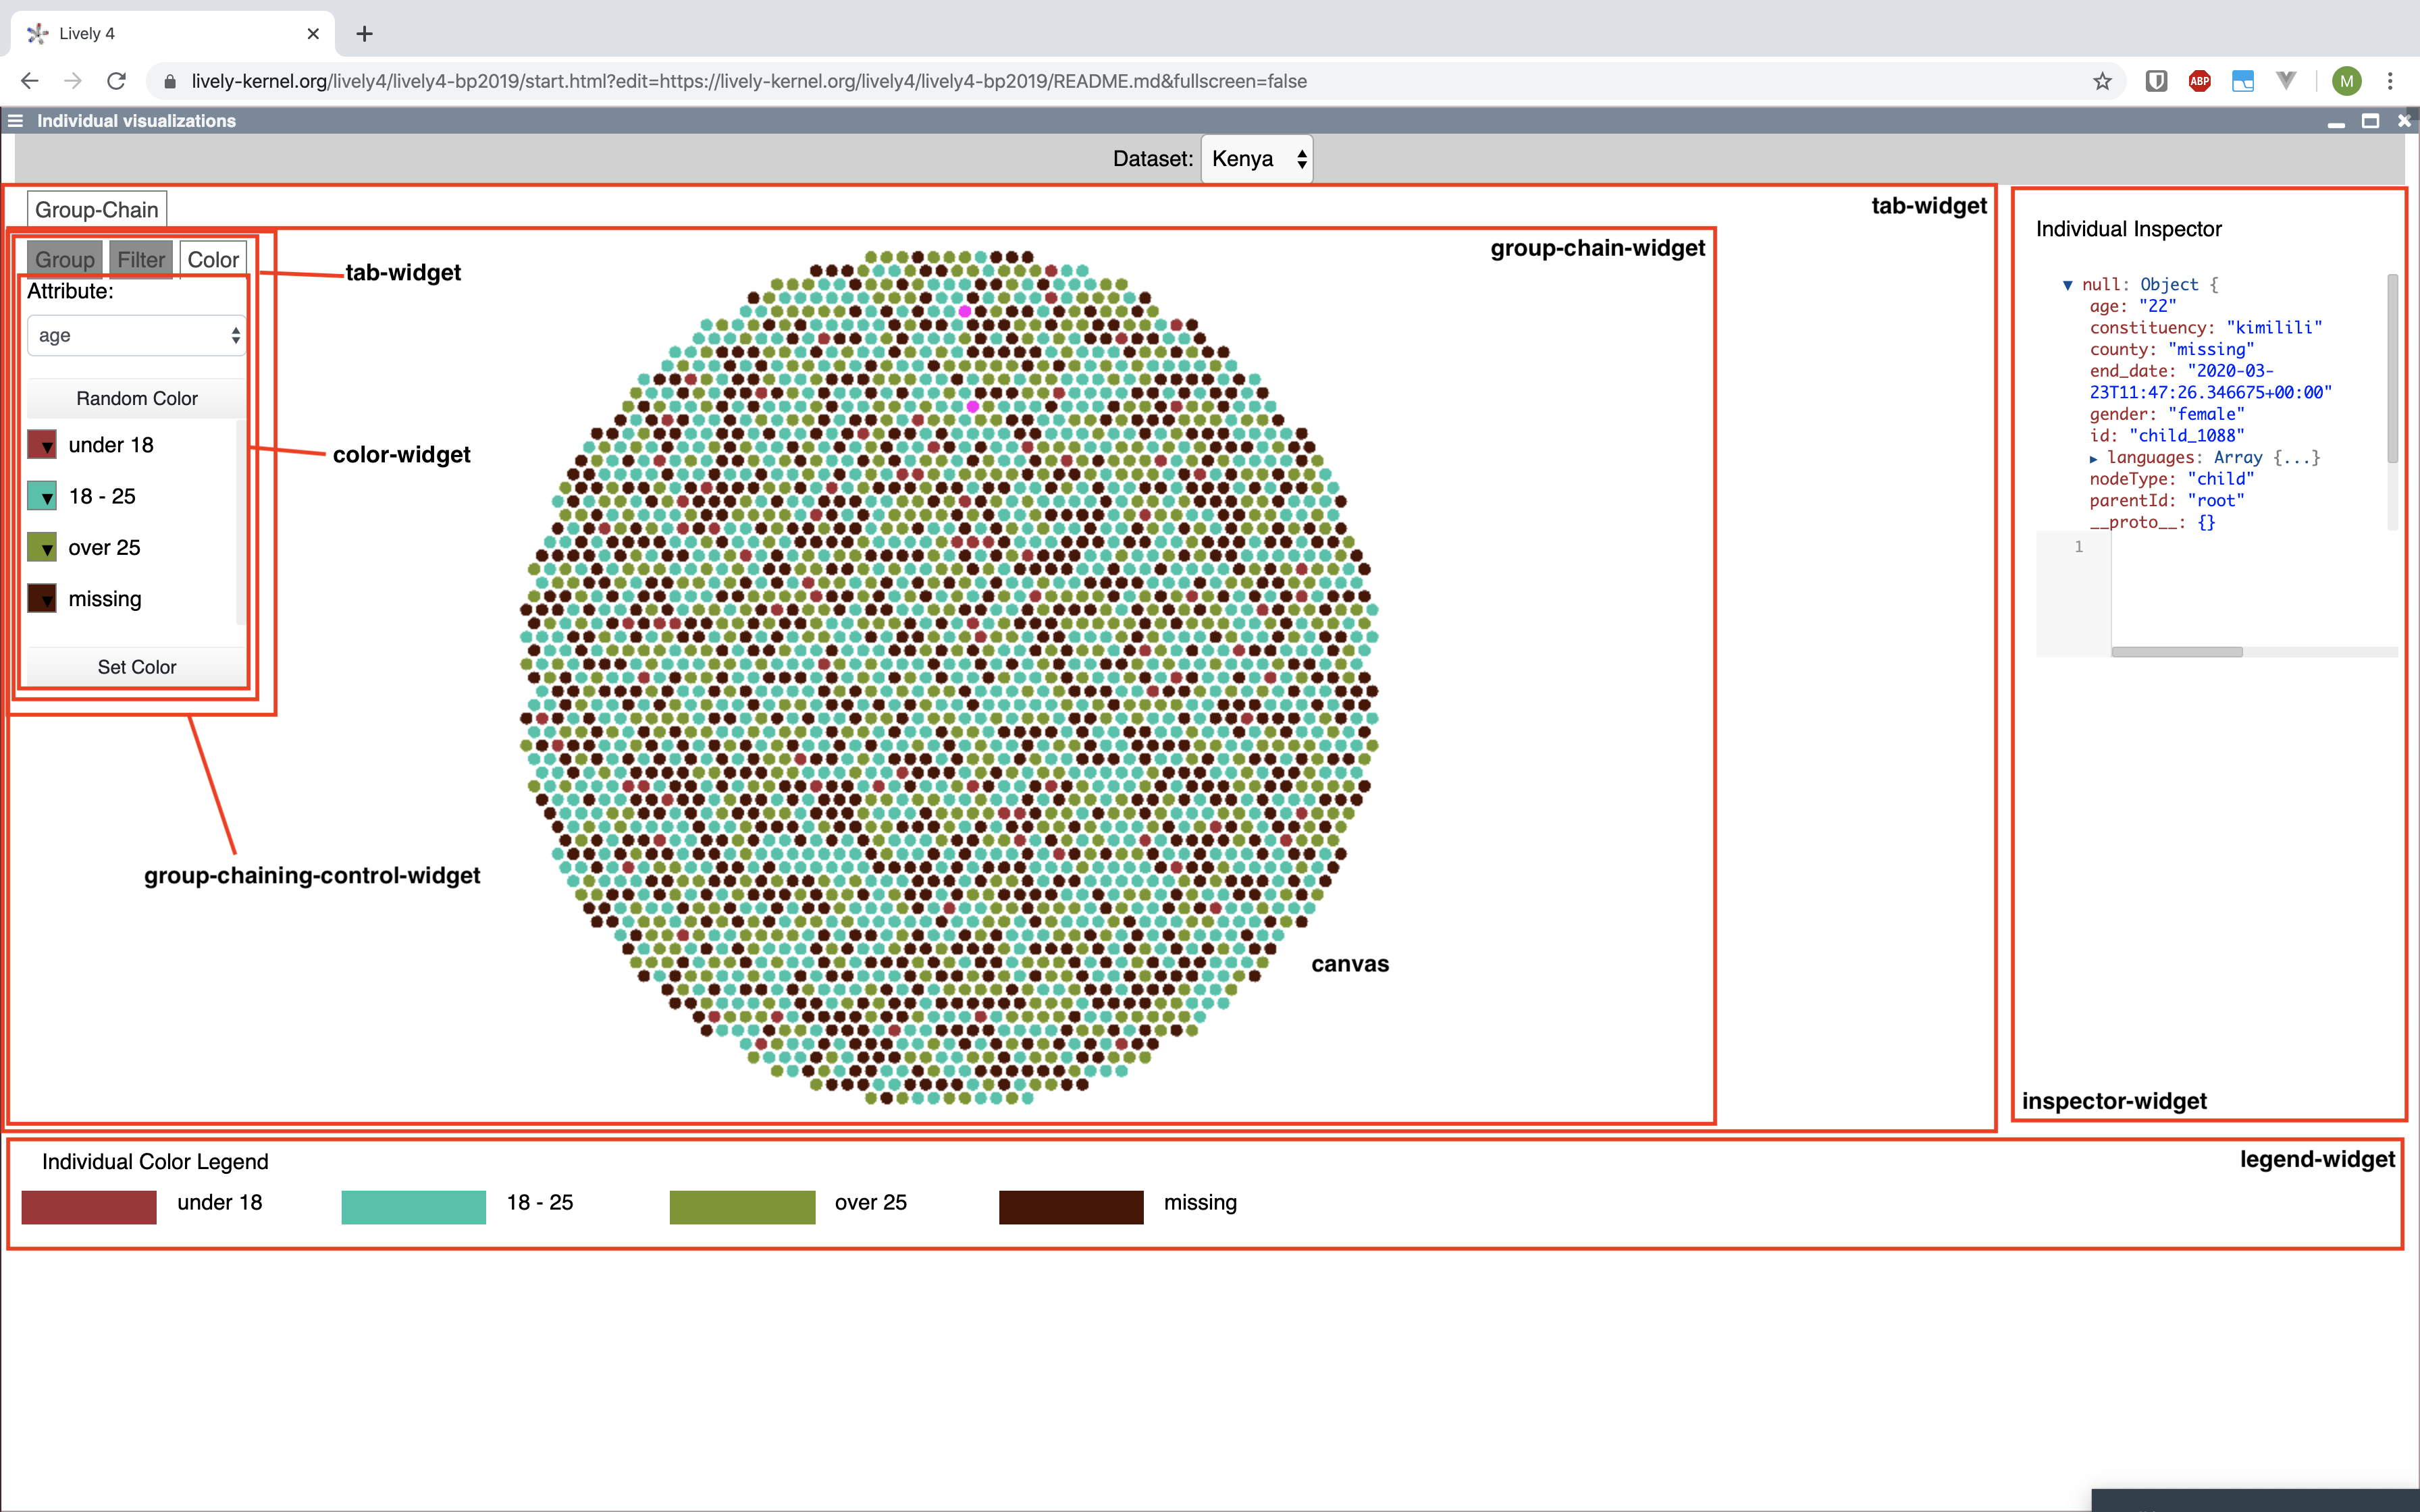 Lively 4
lively-kernel.org/lively4/lively4-bp2019/start.html?edit=https://lively-kernel.org/lively4/lively4-bp2019/README.md&fullscreen=false
ABP
M
Individual visualizations
Dataset: Kenya
Group-Chain
tab-widget
group-chain-widget
Group Filter Color
tab-widget
Attribute:
age
Random Color
under 18
color-widget
18 - 25
over 25
missing
Set Color
group-chaining-control-widget
canvas
Individual Inspector
▼ null: Object {
age: "22"
constituency: "kimilili"
county: "missing"
end_date: "2020-03-
23T11:47:26.346675+00:00"
gender: "female"
id: "child_1088"
▶ languages: Array {...}
nodeType: "child"
parentId: "root"
__proto__: {}
1
inspector-widget
Individual Color Legend
legend-widget
under 18
18 - 25
over 25
missing